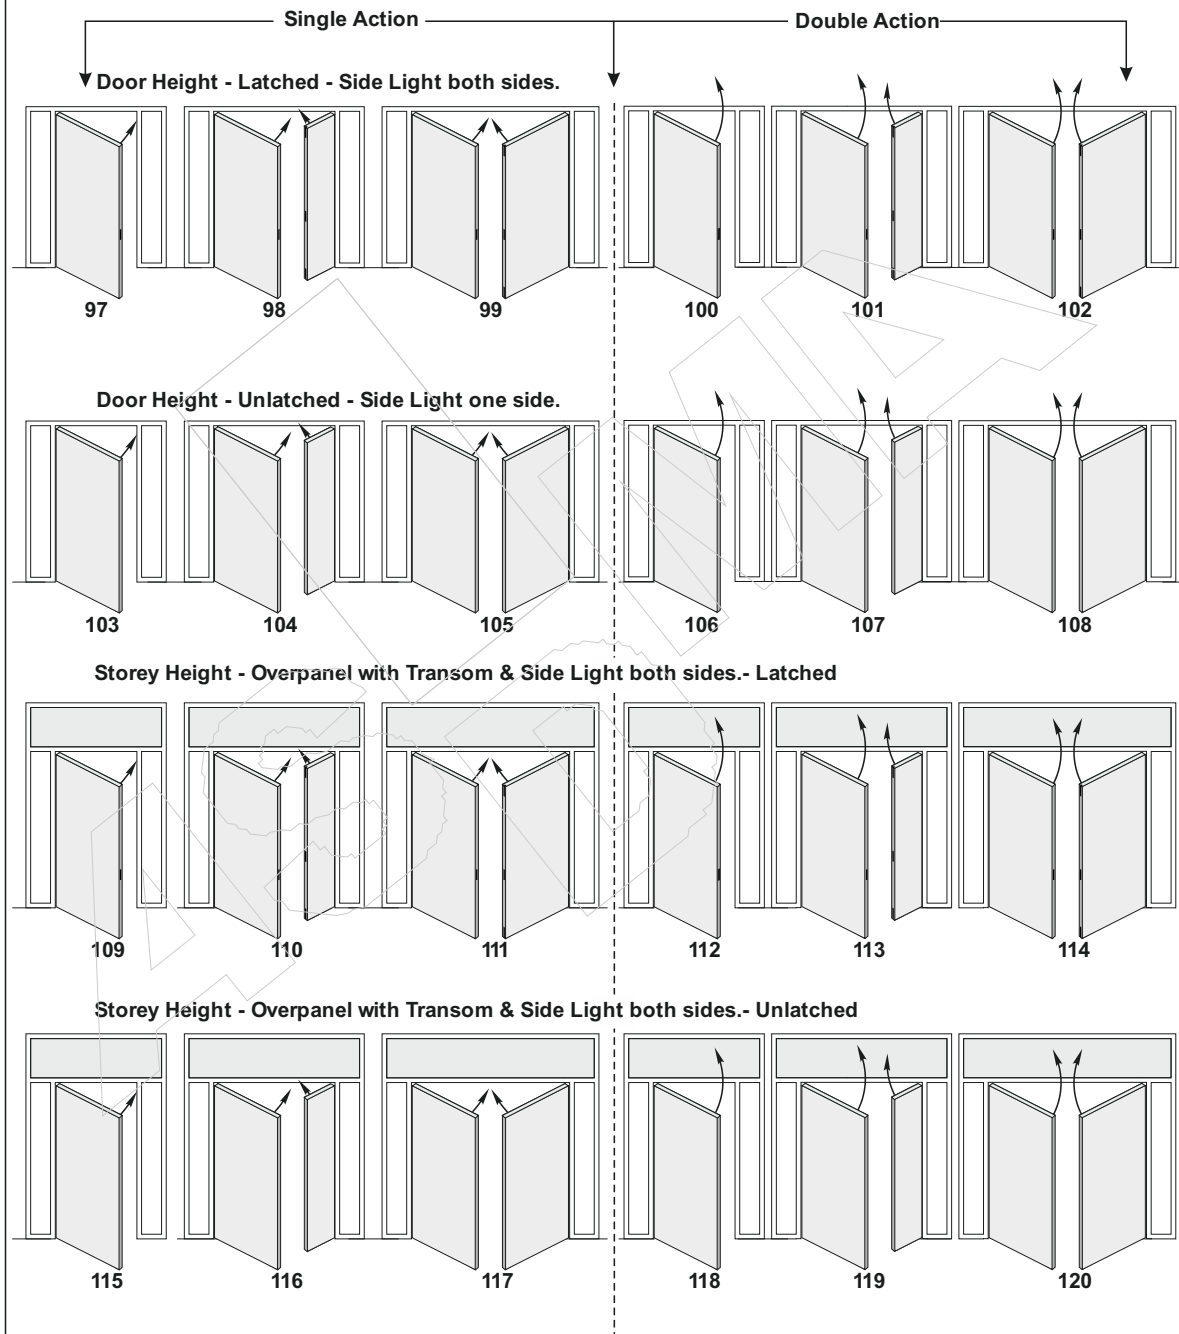 Single Action Double Action
Door Height - Latched - Side Light both sides.
97 98 99 100 101 102
Door Height - Unlatched - Side Light one side.
103 104 105 106 107 108
Storey Height - Overpanel with Transom & Side Light both sides.- Latched
109 110 111 112 113 114
Storey Height - Overpanel with Transom & Side Light both sides.- Unlatched
115 116 117 118 119 120